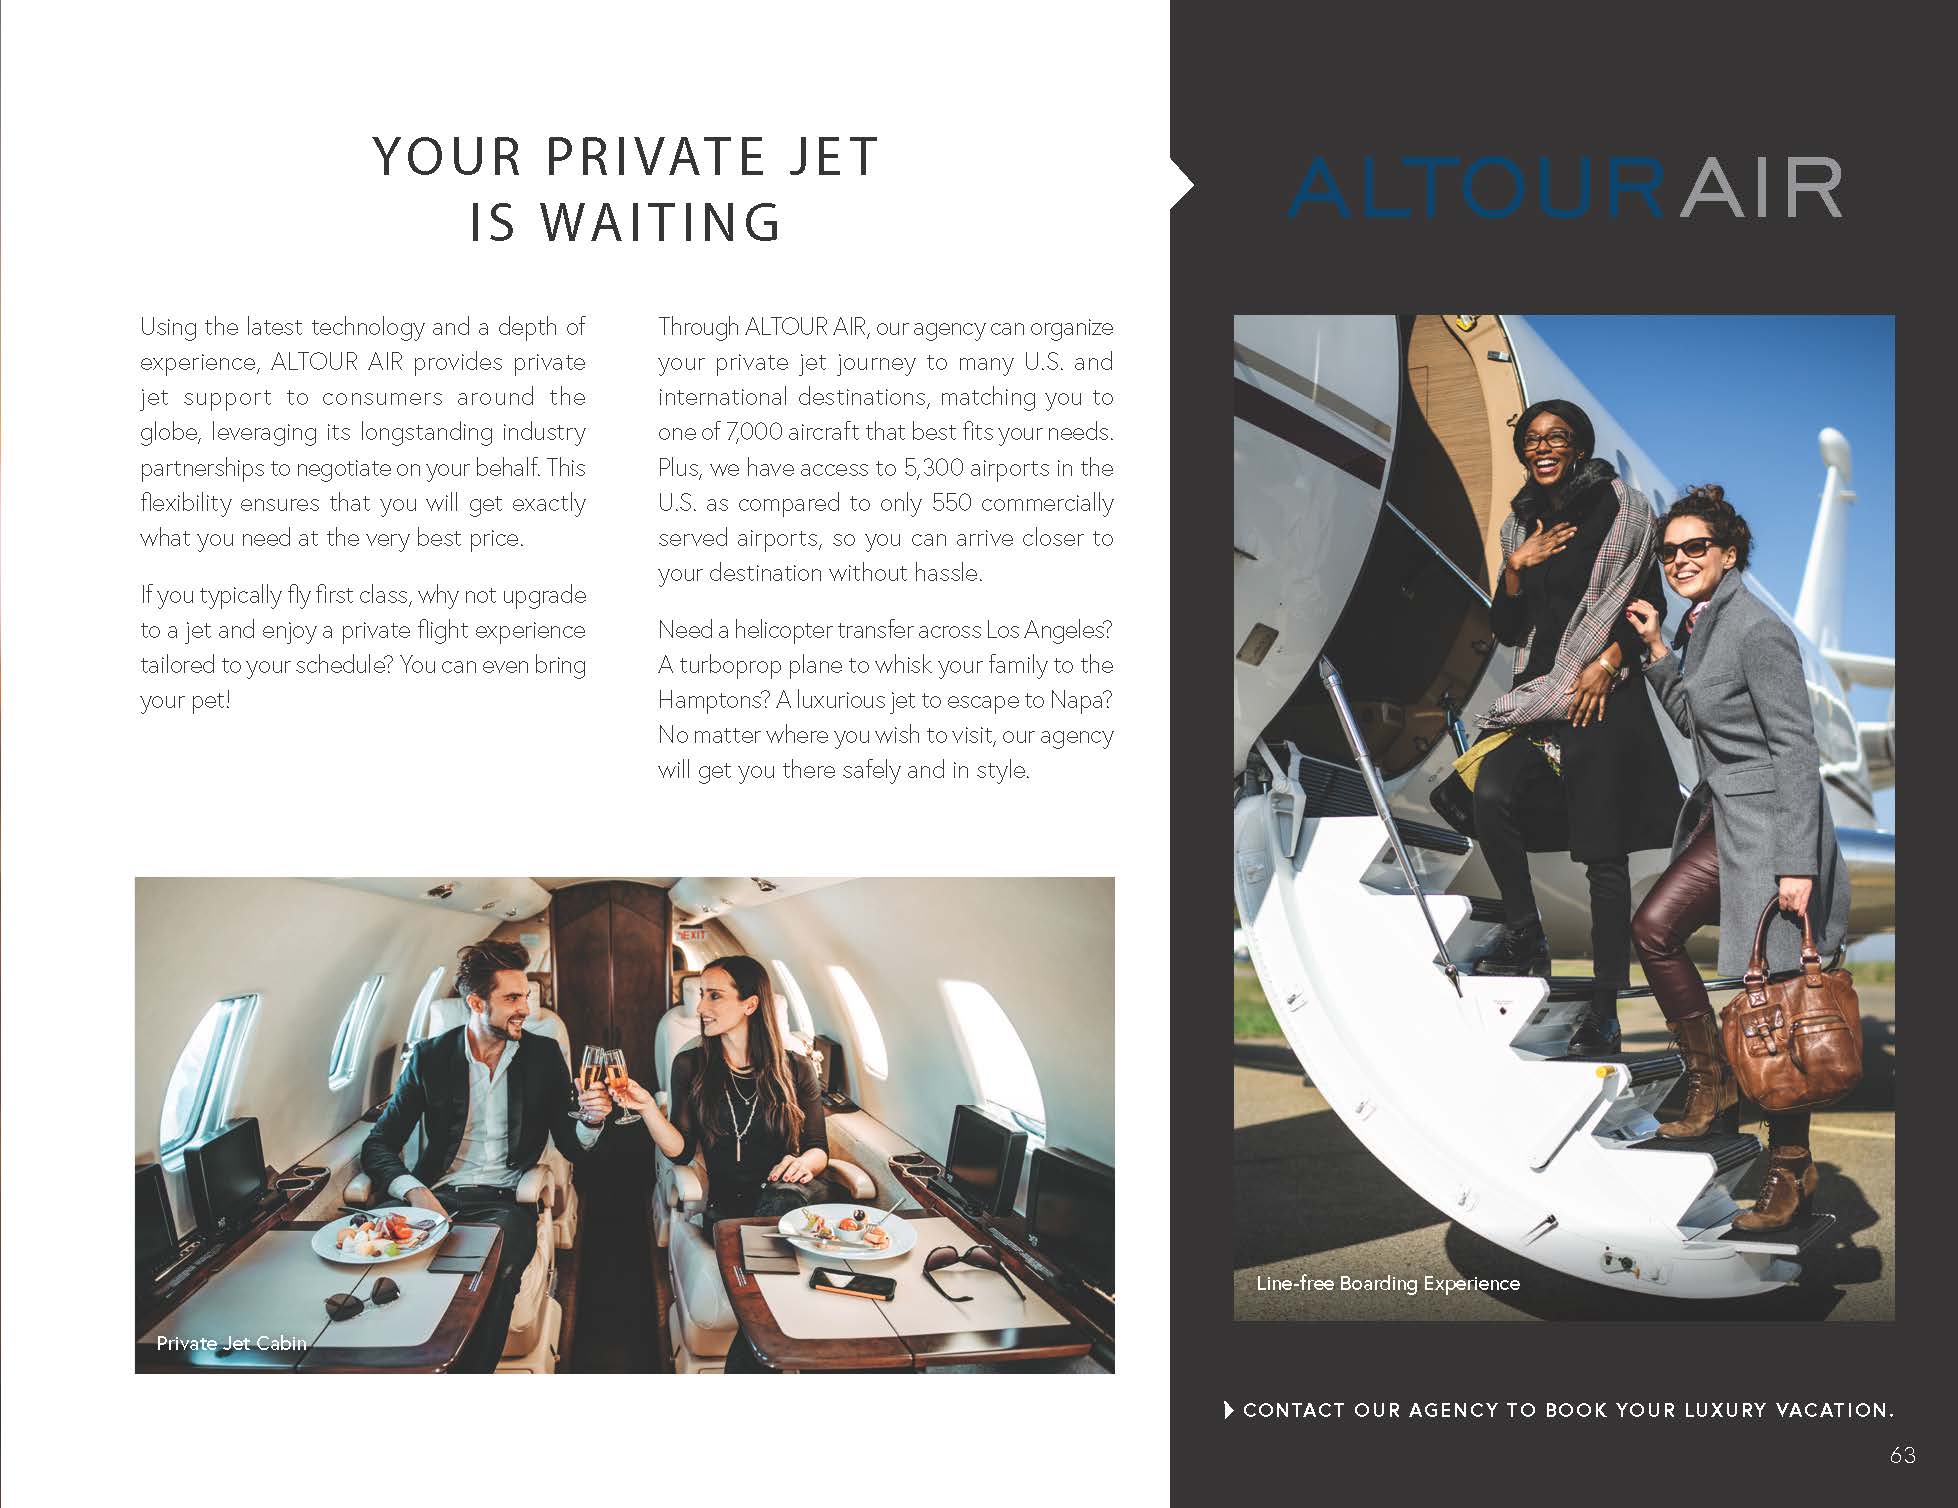 YOUR PRIVATE JET
IS WAITING
Using the latest technology and a depth of
experience, ALTOUR AIR provides private
jet support to consumers around the
globe, leveraging its longstanding industry
partnerships to negotiate on your behalf. This
flexibility ensures that you will get exactly
what you need at the very best price.
If you typically fly first class, why not upgrade
to a jet and enjoy a private flight experience
tailored to your schedule? You can even bring
your pet!
Through ALTOUR AIR, our agency can organize
your private jet journey to many U.S. and
international destinations, matching you to
one of 7,000 aircraft that best fits your needs.
Plus, we have access to 5,300 airports in the
U.S. as compared to only 550 commercially
served airports, so you can arrive closer to
your destination without hassle.
Need a helicopter transfer across Los Angeles?
A turboprop plane to whisk your family to the
Hamptons? A luxurious jet to escape to Napa?
No matter where you wish to visit, our agency
will get you there safely and in style.
EXIT
Private Jet Cabin
ALTOUR AIR
Line-free Boarding Experience
CONTACT OUR AGENCY TO BOOK YOUR LUXURY VACATION.
63